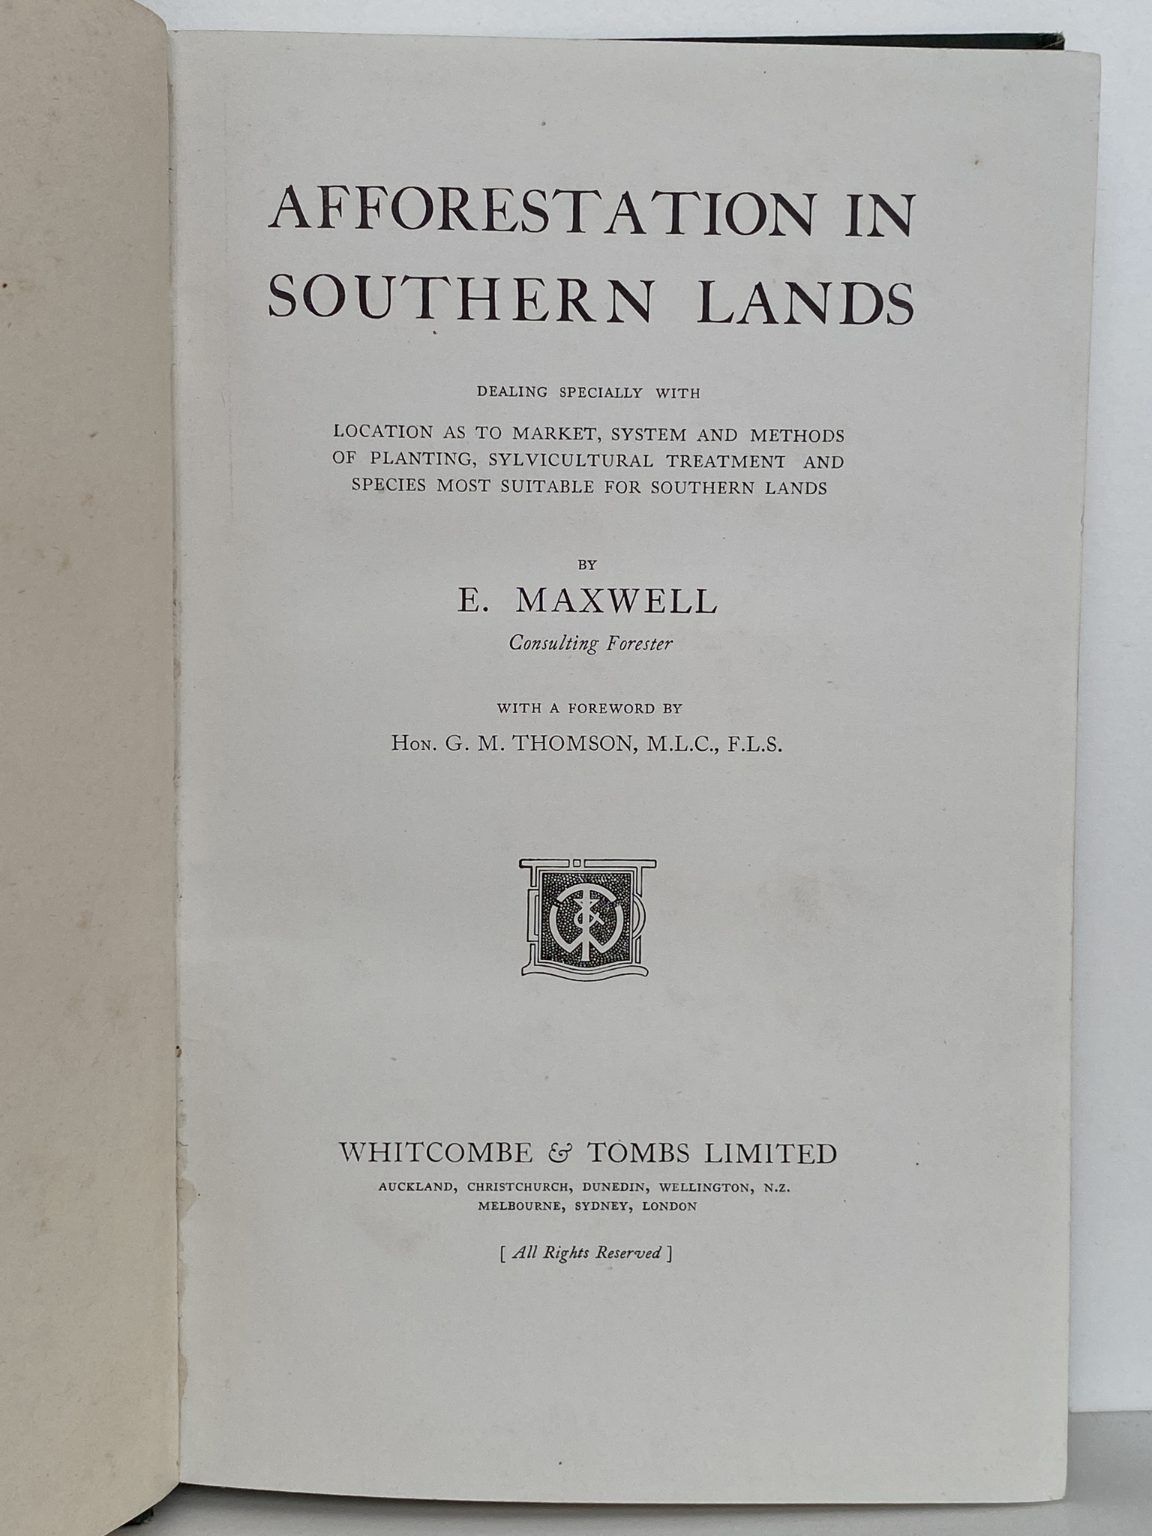 AFFORESTATION IN
SOUTHERN LANDS
DEALING SPECIALLY WITH
LOCATION AS TO MARKET, SYSTEM AND METHODS
OF PLANTING, SYLVICULTURAL TREATMENT AND
SPECIES MOST SUITABLE FOR SOUTHERN LANDS
BY
E. MAXWELL
Consulting Forester
WITH A FOREWORD BY
HON. G. M. THOMSON, M.L.C., F.L.S.
WHITCOMBE & TOMBS LIMITED
AUCKLAND, CHRISTCHURCH, DUNEDIN, WELLINGTON, N.Z.
MELBOURNE, SYDNEY, LONDON
[ All Rights Reserved ]